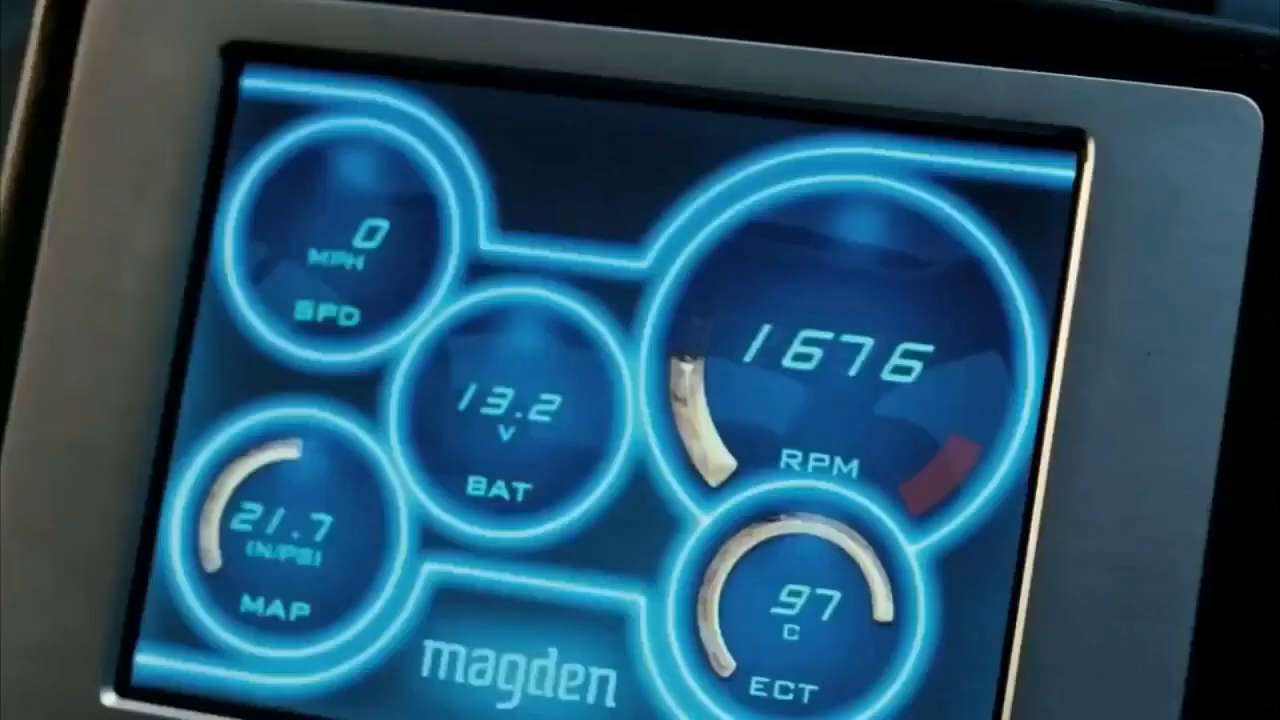 0
MPH
SPD
1676
RPM
13.2
V
BAT
21.7
IN/PSI
MAP
97
C
ECT
magden